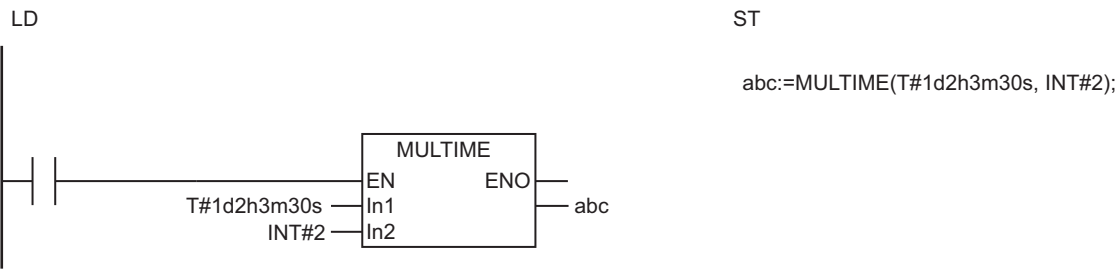 LD
ST
abc:=MULTIME(T#1d2h3m30s, INT#2);
MULTIME
EN ENO
T#1d2h3m30s In1 abc
INT#2 In2